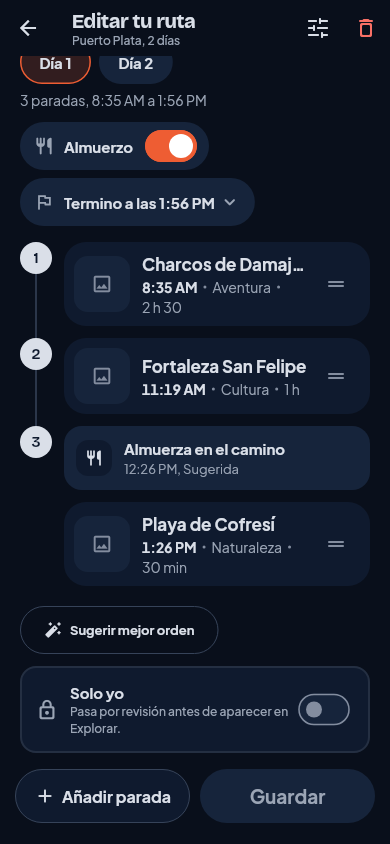 Editar tu ruta
Puerto Plata, 2 días
Día 1
Día 2
3 paradas, 8:35 AM a 1:56 PM
Almuerzo
Termino a las 1:56 PM
1
Charcos de Damaj...
8:35 AM • Aventura •
2 h 30
2
Fortaleza San Felipe
11:19 AM • Cultura • 1 h
3
Almuerza en el camino
12:26 PM, Sugerida
Playa de Cofresí
1:26 PM • Naturaleza •
30 min
Sugerir mejor orden
Solo yo
Pasa por revisión antes de aparecer en
Explorar.
Añadir parada
Guardar